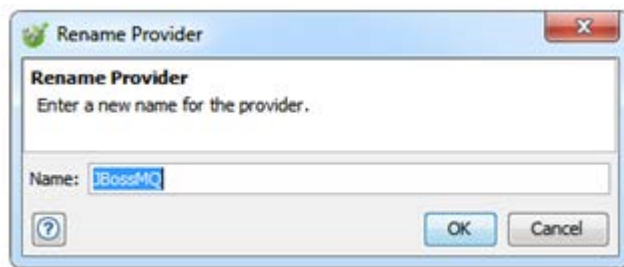 Rename Provider
Rename Provider
Enter a new name for the provider.
Name: JBossMQ
? OK Cancel